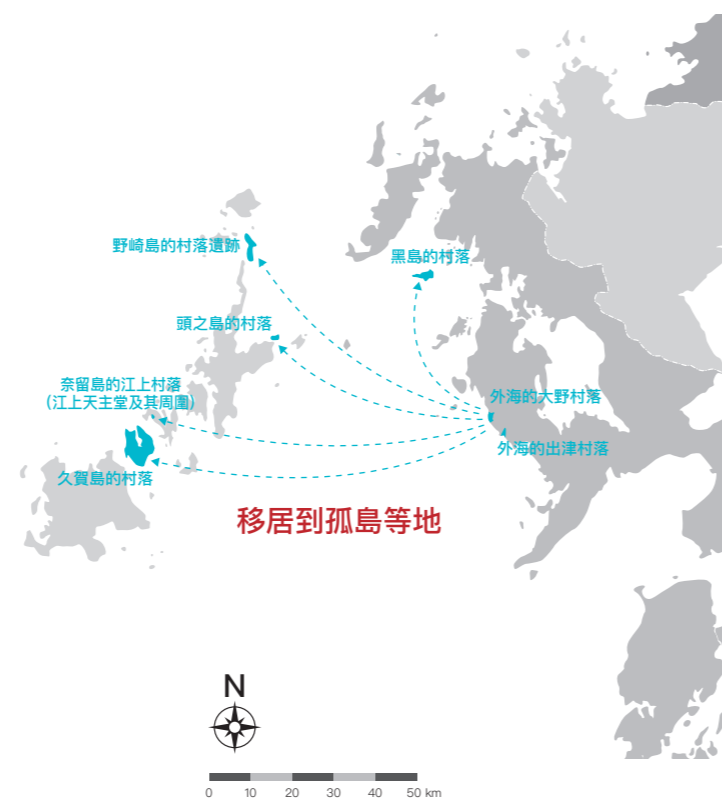 野崎島的村落遺跡
黑島的村落
頭之島的村落
奈留島的江上村落
(江上天主堂及其周圍)
外海的大野村落
外海的出津村落
久賀島的村落
移居到孤島等地
N
0 10 20 30 40 50 km